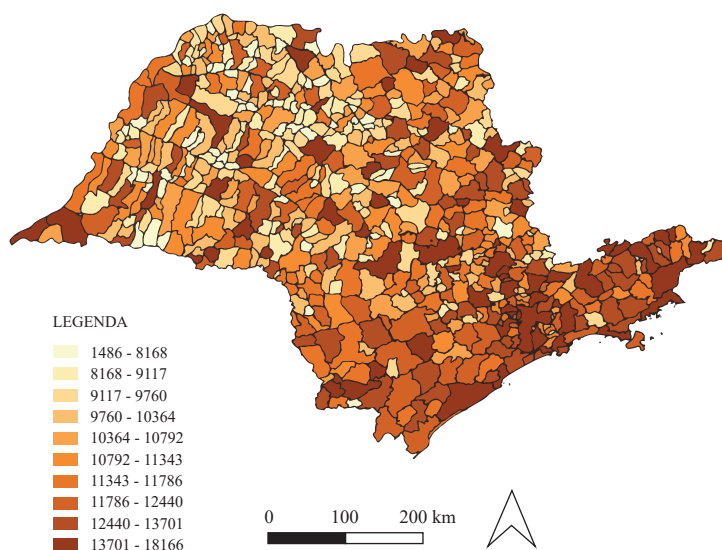 LEGENDA
1486 - 8168
8168 - 9117
9117 - 9760
9760 - 10364
10364 - 10792
10792 - 11343
11343 - 11786
11786 - 12440
12440 - 13701
13701 - 18166
0 100 200 km